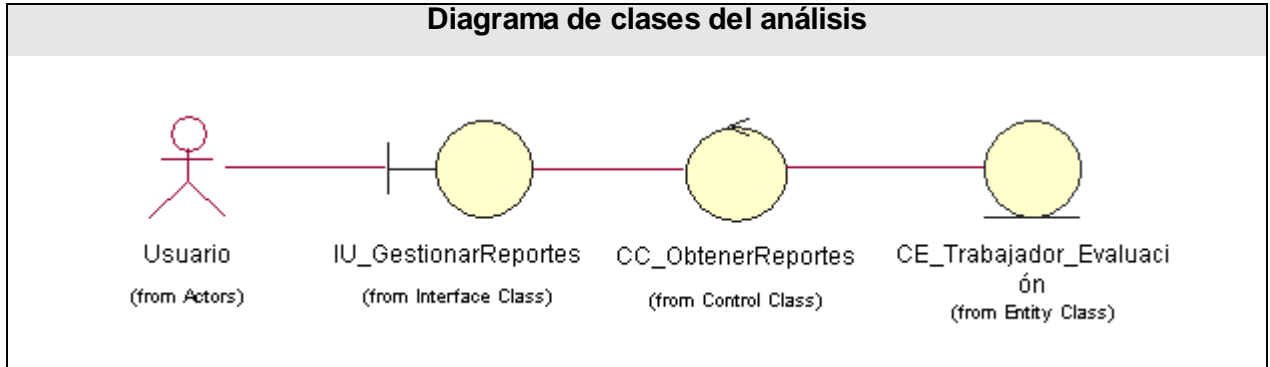 Diagrama de clases del análisis
Usuario
(from Actors)
IU_GestionarReportes
(from Interface Class)
CC_ObtenerReportes
(from Control Class)
CE_Trabajador_Evaluaci
ón
(from Entity Class)